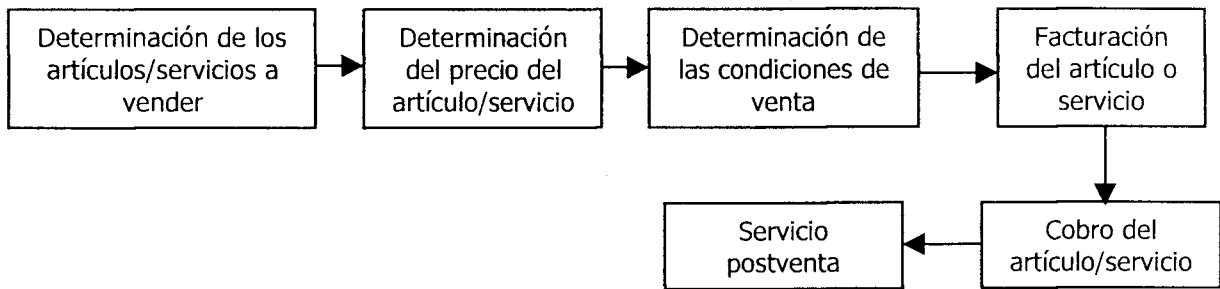 Determinación de los
artículos/servicios a
vender
Determinación
del precio del
artículo/servicio
Determinación de
las condiciones de
venta
Facturación
del artículo o
servicio
Cobro del
artículo/servicio
Servicio
postventa